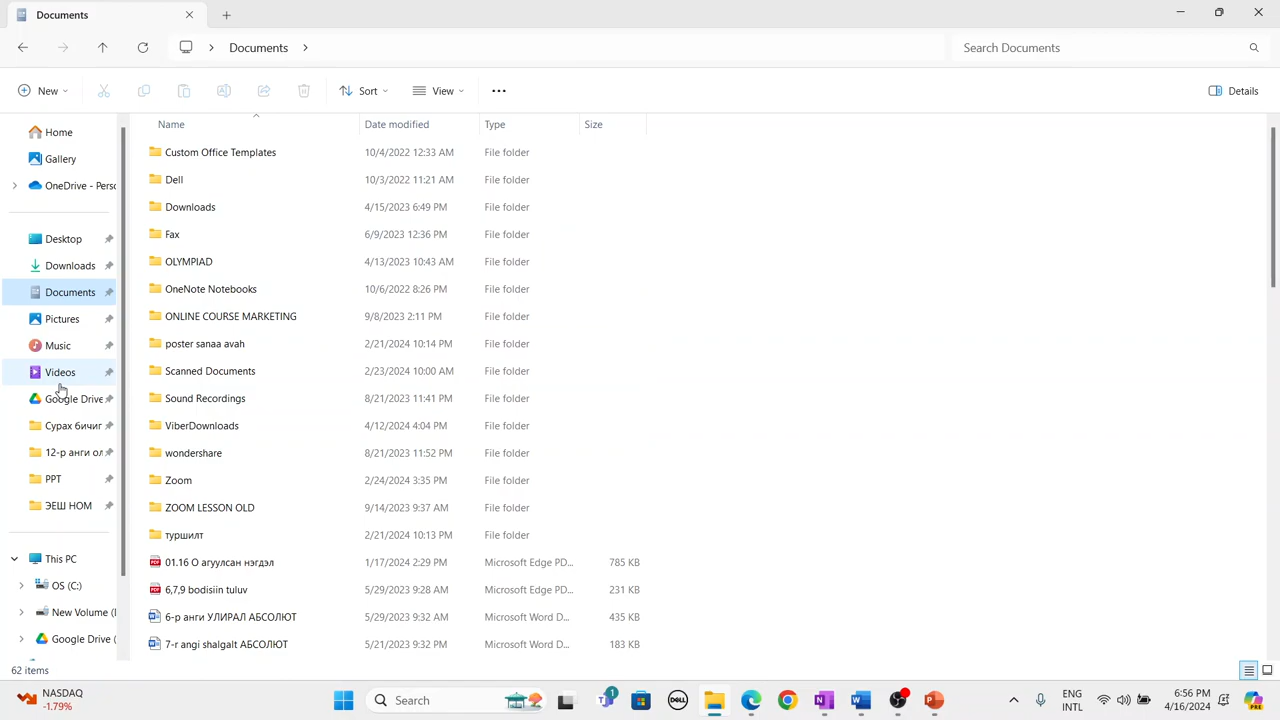 Documents
Documents
Search Documents
New
Sort
View
Details
Name
Date modified
Type
Size
Home
Gallery
OneDrive - Perso
Desktop
Downloads
Documents
Pictures
Music
Videos
Google Drive
Сурах бичиг
12-р анги ол
PPT
ЭЕШ НОМ
This PC
OS (C:)
New Volume (
Google Drive (
Custom Office Templates 10/4/2022 12:33 AM File folder
Dell 10/3/2022 11:21 AM File folder
Downloads 4/15/2023 6:49 PM File folder
Fax 6/9/2023 12:36 PM File folder
OLYMPIAD 4/13/2023 10:43 AM File folder
OneNote Notebooks 10/6/2022 8:26 PM File folder
ONLINE COURSE MARKETING 9/8/2023 2:11 PM File folder
poster sanaa avah 2/21/2024 10:14 PM File folder
Scanned Documents 2/23/2024 10:00 AM File folder
Sound Recordings 8/21/2023 11:41 PM File folder
ViberDownloads 4/12/2024 4:04 PM File folder
wondershare 8/21/2023 11:52 PM File folder
Zoom 2/24/2024 3:35 PM File folder
ZOOM LESSON OLD 9/14/2023 9:37 AM File folder
туршилт 2/21/2024 10:13 PM File folder
01.16 О агуулсан нэгдэл 1/17/2024 2:29 PM Microsoft Edge PD... 785 KB
6,7,9 bodisiin tuluv 5/29/2023 9:28 AM Microsoft Edge PD... 231 KB
6-р анги УЛИРАЛ АБСОЛЮТ 5/29/2023 9:32 AM Microsoft Word D... 435 KB
7-r angi shalgalt АБСОЛЮТ 5/21/2023 9:32 PM Microsoft Word D... 183 KB
62 items
NASDAQ
-1.79%
Search
1
DELL
ENG
INTL
6:56 PM
4/16/2024